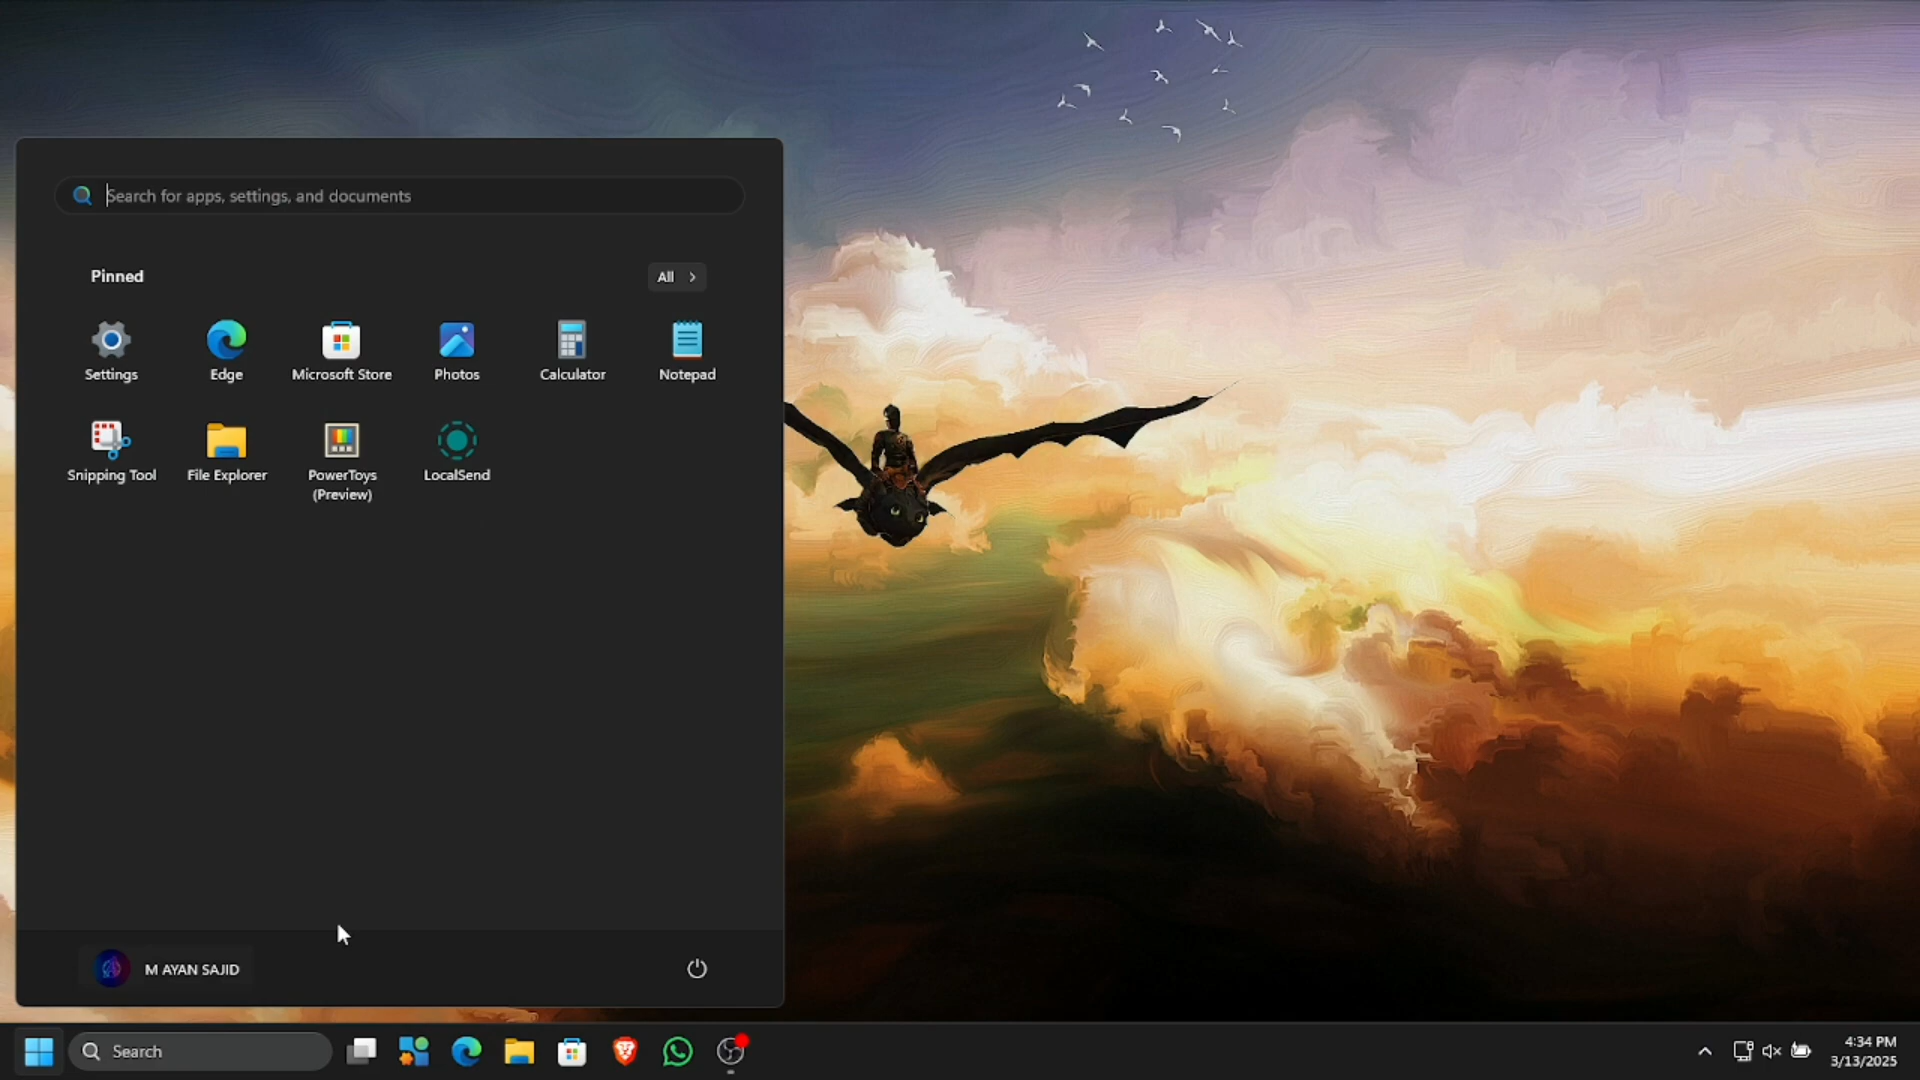 Search for apps, settings, and documents
Pinned
All
Settings
Edge
Microsoft Store
Photos
Calculator
Notepad
Snipping Tool
File Explorer
PowerToys
(Preview)
LocalSend
M AYAN SAJID
Search
4:34 PM
3/13/2025